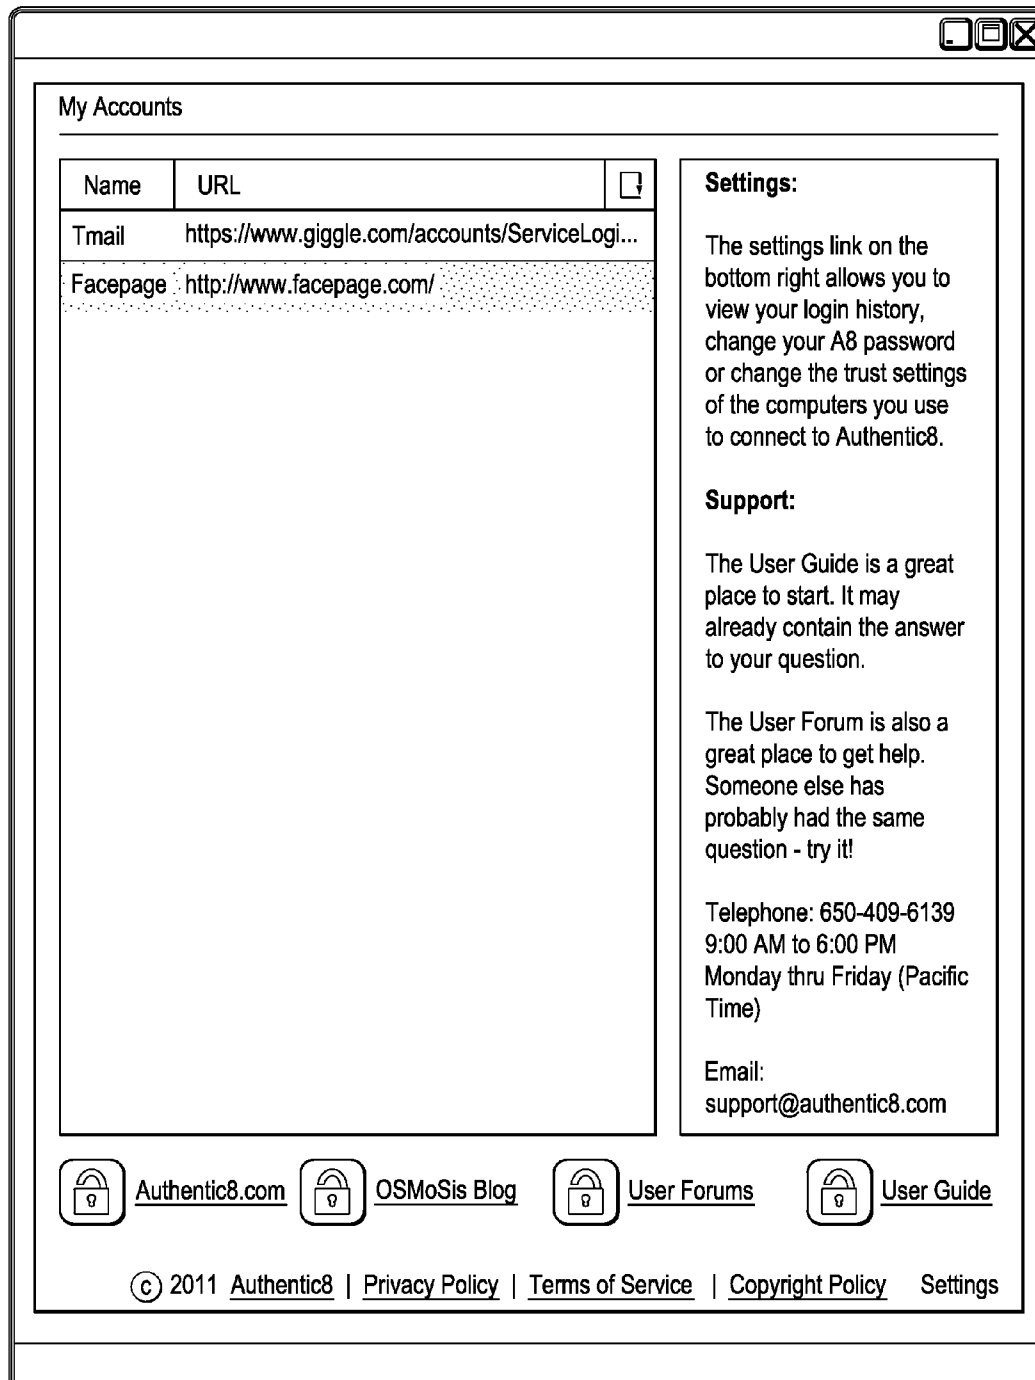 My Accounts
Name URL
Tmail https://www.giggle.com/accounts/ServiceLogi...
Facepage http://www.facepage.com/
Settings:
The settings link on the
bottom right allows you to
view your login history,
change your A8 password
or change the trust settings
of the computers you use
to connect to Authentic8.
Support:
The User Guide is a great
place to start. It may
already contain the answer
to your question.
The User Forum is also a
great place to get help.
Someone else has
probably had the same
question - try it!
Telephone: 650-409-6139
9:00 AM to 6:00 PM
Monday thru Friday (Pacific
Time)
Email:
support@authentic8.com
Authentic8.com OSMoSis Blog User Forums User Guide
© 2011 Authentic8 | Privacy Policy | Terms of Service | Copyright Policy Settings